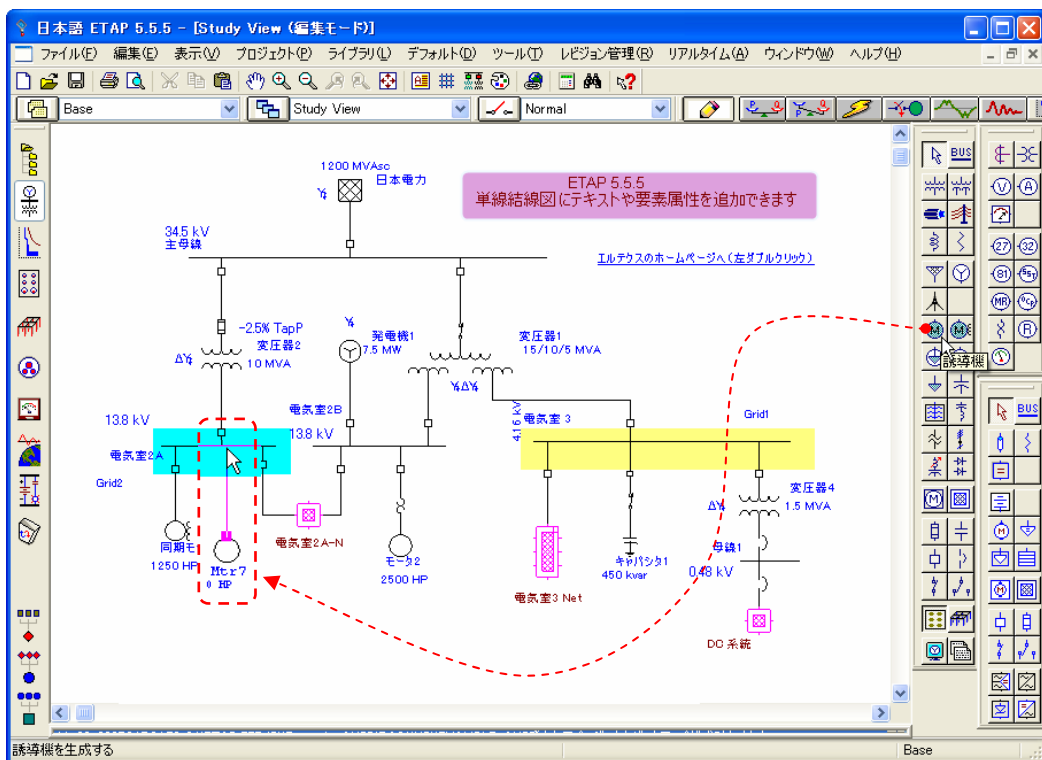 日本語 ETAP 5.5.5 - [Study View (編集モード)]
ファイル(F) 編集(E) 表示(V) プロジェクト(P) ライブラリ(L) デフォルト(D) ツール(T) レビジョン管理(R) リアルタイム(A) ウィンドウ(W) ヘルプ(H)
Base Study View Normal
1200 MVAsc
日本電力
ETAP 5.5.5
単線結線図にテキストや要素属性を追加できます
34.5 kV
主母線
エルテクスのホームページへ(左ダブルクリック)
-2.5% TapP
変圧器2
10 MVA
発電機1
7.5 MW
変圧器1
15/10/5 MVA
誘導機
電気室2B
13.8 kV
13.8 kV
電気室 3
4.16 kV
Grid1
電気室2A
Grid2
変圧器4
1.5 MVA
同期モ
1250 HP
Mtr7
0 HP
電気室2A-N
モータ2
2500 HP
キャパシタ1
450 kvar
母線1
0.48 kV
電気室3 Net
DC 系統
BUS
V
A
27
32
81
MR
R
M
M
BUS
誘導機を生成する
Base